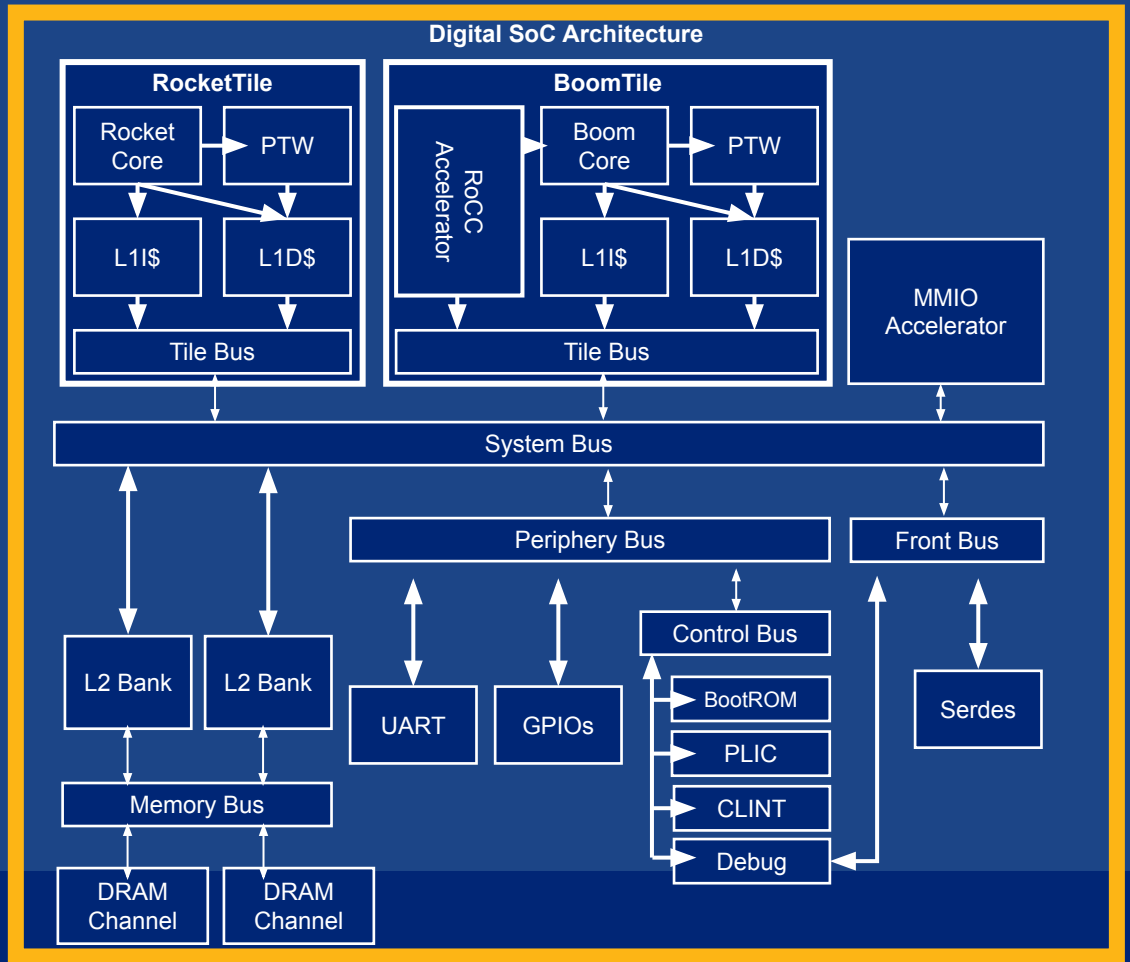 Digital SoC Architecture
RocketTile
Rocket
Core
PTW
L1I$
L1D$
Tile Bus
BoomTile
RoCC
Accelerator
Boom
Core
PTW
L1I$
L1D$
Tile Bus
MMIO
Accelerator
System Bus
Periphery Bus
Front Bus
Control Bus
L2 Bank
L2 Bank
UART
GPIOs
BootROM
PLIC
CLINT
Debug
Serdes
Memory Bus
DRAM
Channel
DRAM
Channel